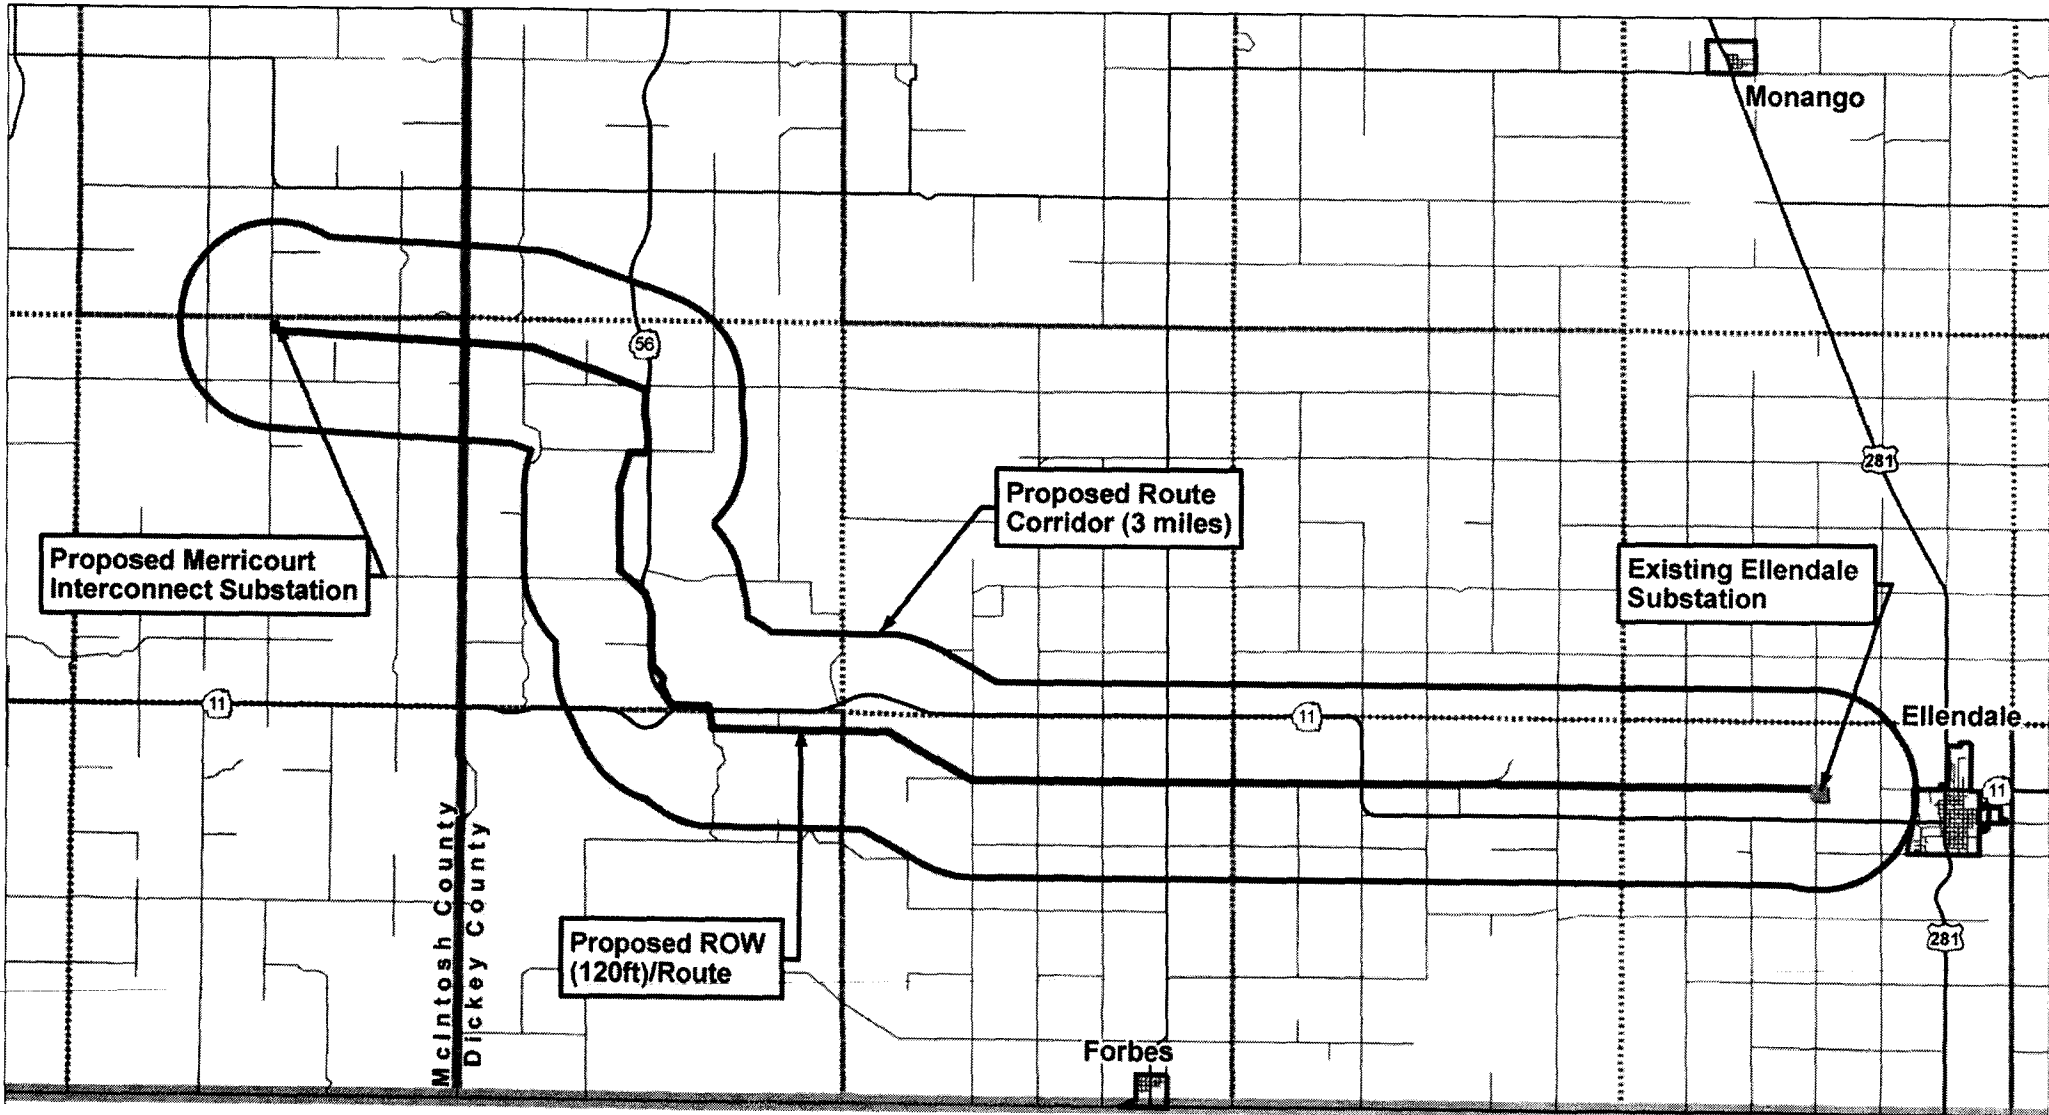 Monango
56
281
Proposed Route
Corridor (3 miles)
Proposed Merricourt
Interconnect Substation
Existing Ellendale
Substation
11
11
Ellendale
11
McIntosh County
Dickey County
Proposed ROW
(120ft)/Route
281
Forbes